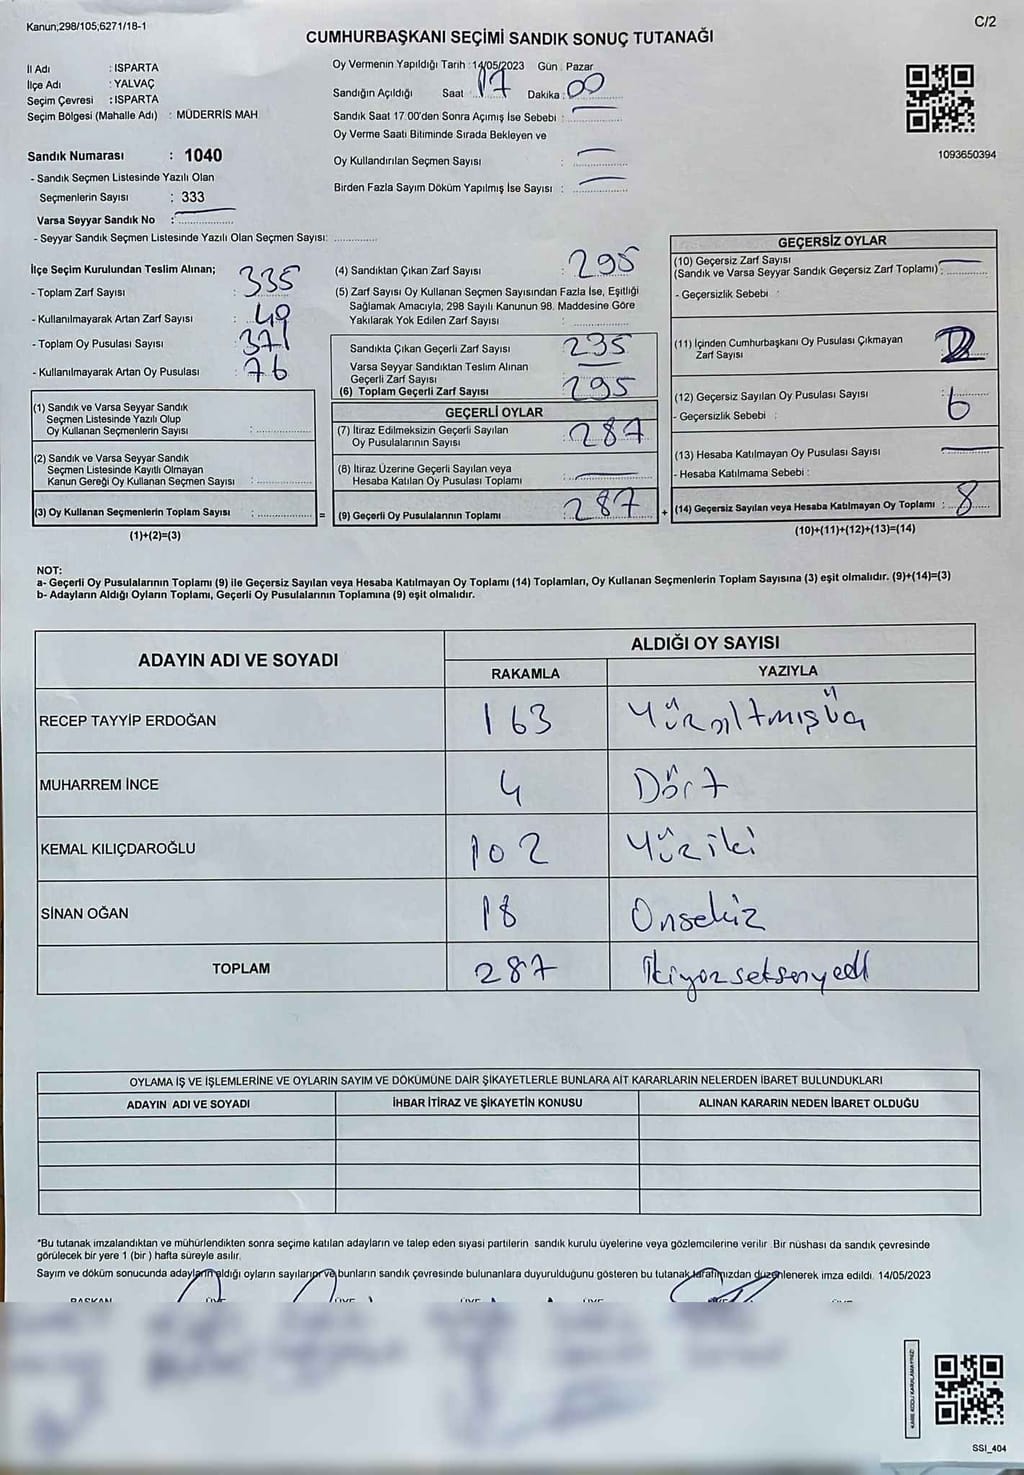 Kanun;298/105;6271/18-1
C/2
CUMHURBAŞKANI SEÇİMİ SANDIK SONUÇ TUTANAĞI
İl Adı : ISPARTA
İlçe Adı : YALVAÇ
Seçim Çevresi : ISPARTA
Seçim Bölgesi (Mahalle Adı) : MÜDERRİS MAH
Sandık Numarası : 1040
- Sandık Seçmen Listesinde Yazılı Olan
Seçmenlerin Sayısı : 333
Varsa Seyyar Sandık No :
- Seyyar Sandık Seçmen Listesinde Yazılı Olan Seçmen Sayısı:
Oy Vermenin Yapıldığı Tarih :14/05/2023 Gün : Pazar
Sandığın Açıldığı Saat : 17 Dakika : 00
Sandık Saat 17.00'den Sonra Açımış İse Sebebi :
Oy Verme Saati Bitiminde Sırada Bekleyen ve
Oy Kullandırılan Seçmen Sayısı :
Birden Fazla Sayım Döküm Yapılmış İse Sayısı :
1093650394
İlçe Seçim Kurulundan Teslim Alınan;
- Toplam Zarf Sayısı : 335
- Kullanılmayarak Artan Zarf Sayısı : 40
- Toplam Oy Pusulası Sayısı : 371
- Kullanılmayarak Artan Oy Pusulası : 76
(1) Sandık ve Varsa Seyyar Sandık
Seçmen Listesinde Yazılı Olup
Oy Kullanan Seçmenlerin Sayısı :
(2) Sandık ve Varsa Seyyar Sandık
Seçmen Listesinde Kayıtlı Olmayan
Kanun Gereği Oy Kullanan Seçmen Sayısı :
(3) Oy Kullanan Seçmenlerin Toplam Sayısı : =
(1)+(2)=(3)
(4) Sandıktan Çıkan Zarf Sayısı : 295
(5) Zarf Sayısı Oy Kullanan Seçmen Sayısından Fazla İse, Eşitliği
Sağlamak Amacıyla, 298 Sayılı Kanunun 98. Maddesine Göre
Yakılarak Yok Edilen Zarf Sayısı :
Sandıkta Çıkan Geçerli Zarf Sayısı : 295
Varsa Seyyar Sandıktan Teslim Alınan
Geçerli Zarf Sayısı :
(6) Toplam Geçerli Zarf Sayısı : 295
GEÇERLİ OYLAR
(7) İtiraz Edilmeksizin Geçerli Sayılan
Oy Pusulalarının Sayısı : 287
(8) İtiraz Üzerine Geçerli Sayılan veya
Hesaba Katılan Oy Pusulası Toplamı :
(9) Geçerli Oy Pusulalarının Toplamı : 287 +
GEÇERSİZ OYLAR
(10) Geçersiz Zarf Sayısı
(Sandık ve Varsa Seyyar Sandık Geçersiz Zarf Toplamı) :
- Geçersizlik Sebebi :
(11) İçinden Cumhurbaşkanı Oy Pusulası Çıkmayan
Zarf Sayısı : 2
(12) Geçersiz Sayılan Oy Pusulası Sayısı : 6
- Geçersizlik Sebebi :
(13) Hesaba Katılmayan Oy Pusulası Sayısı :
- Hesaba Katılmama Sebebi :
(14) Geçersiz Sayılan veya Hesaba Katılmayan Oy Toplamı : 8
(10)+(11)+(12)+(13)=(14)
NOT:
a- Geçerli Oy Pusulalarının Toplamı (9) ile Geçersiz Sayılan veya Hesaba Katılmayan Oy Toplamı (14) Toplamları, Oy Kullanan Seçmenlerin Toplam Sayısına (3) eşit olmalıdır. (9)+(14)=(3)
b- Adayların Aldığı Oyların Toplamı, Geçerli Oy Pusulalarının Toplamına (9) eşit olmalıdır.
ADAYIN ADI VE SOYADI
ALDIĞI OY SAYISI
RAKAMLA YAZIYLA
RECEP TAYYİP ERDOĞAN 163 Yüzaltmışüç
MUHARREM İNCE 4 Dört
KEMAL KILIÇDAROĞLU 102 Yüziki
SİNAN OĞAN 18 Onsekiz
TOPLAM 287 İkiyüzseksenyedi
OYLAMA İŞ VE İŞLEMLERİNE VE OYLARIN SAYIM VE DÖKÜMÜNE DAİR ŞİKAYETLERLE BUNLARA AİT KARARLARIN NELERDEN İBARET BULUNDUKLARI
ADAYIN ADI VE SOYADI İHBAR İTİRAZ VE ŞİKAYETİN KONUSU ALINAN KARARIN NEDEN İBARET OLDUĞU
*Bu tutanak imzalandıktan ve mühürlendikten sonra seçime katılan adayların ve talep eden siyasi partilerin sandık kurulu üyelerine veya gözlemcilerine verilir. Bir nüshası da sandık çevresinde
görülecek bir yere 1 (bir) hafta süreyle asılır.
Sayım ve döküm sonucunda adayların aldığı oyların sayıları ve bunların sandık çevresinde bulunanlara duyurulduğunu gösteren bu tutanak tarafımızdan düzenlenerek imza edildi. 14/05/2023
BAŞKAN ÜYE ÜYE ÜYE ÜYE ÜYE ÜYE
SSI_404